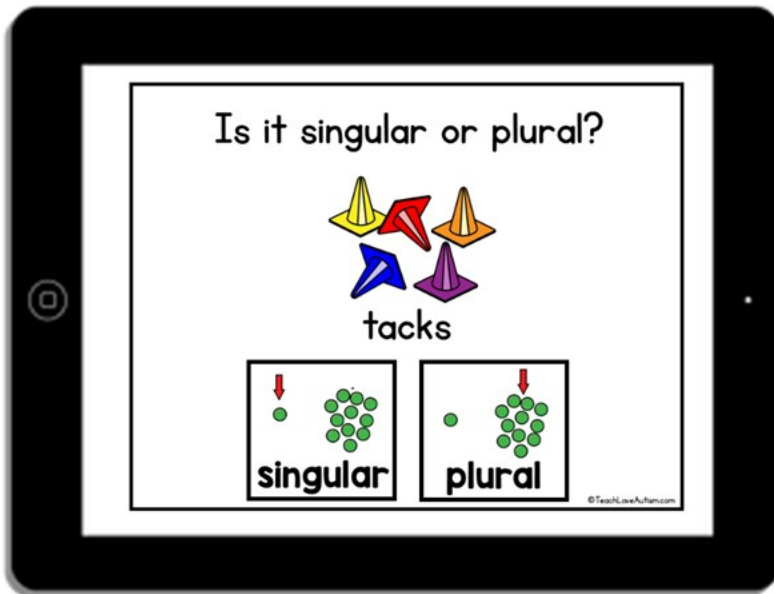 Is it singular or plural?
tacks
singular
plural
©TeachLoveAutism.com